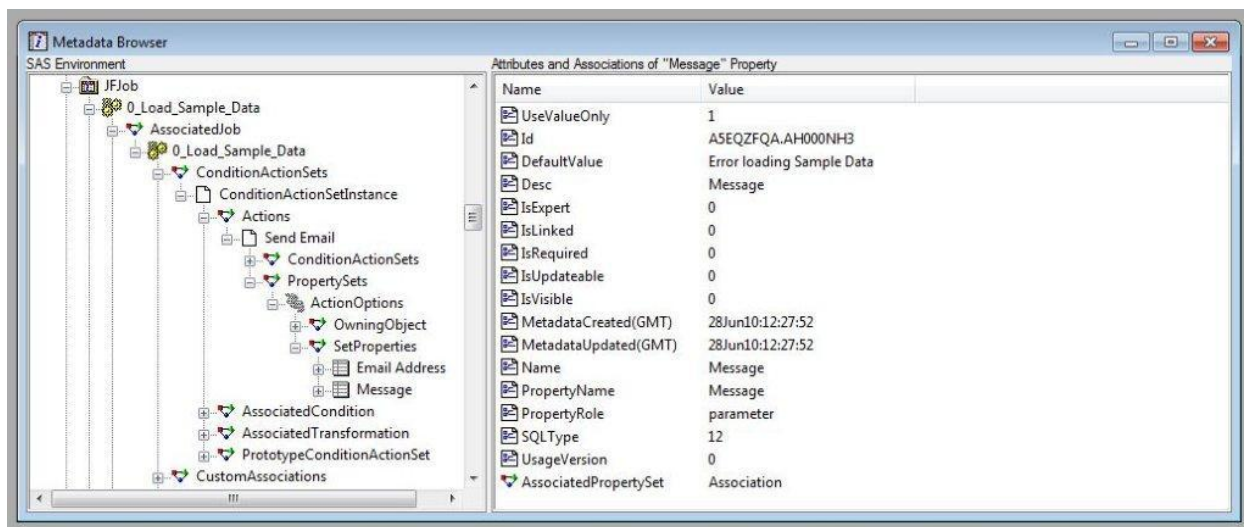 Metadata Browser
SAS Environment
JFJob
0_Load_Sample_Data
AssociatedJob
0_Load_Sample_Data
ConditionActionSets
ConditionActionSetInstance
Actions
Send Email
ConditionActionSets
PropertySets
ActionOptions
OwningObject
SetProperties
Email Address
Message
AssociatedCondition
AssociatedTransformation
PrototypeConditionActionSet
CustomAssociations
Attributes and Associations of "Message" Property
Name Value
UseValueOnly 1
Id A5EQZFQA.AH000NH3
DefaultValue Error loading Sample Data
Desc Message
IsExpert 0
IsLinked 0
IsRequired 0
IsUpdateable 0
IsVisible 0
MetadataCreated(GMT) 28Jun10:12:27:52
MetadataUpdated(GMT) 28Jun10:12:27:52
Name Message
PropertyName Message
PropertyRole parameter
SQLType 12
UsageVersion 0
AssociatedPropertySet Association